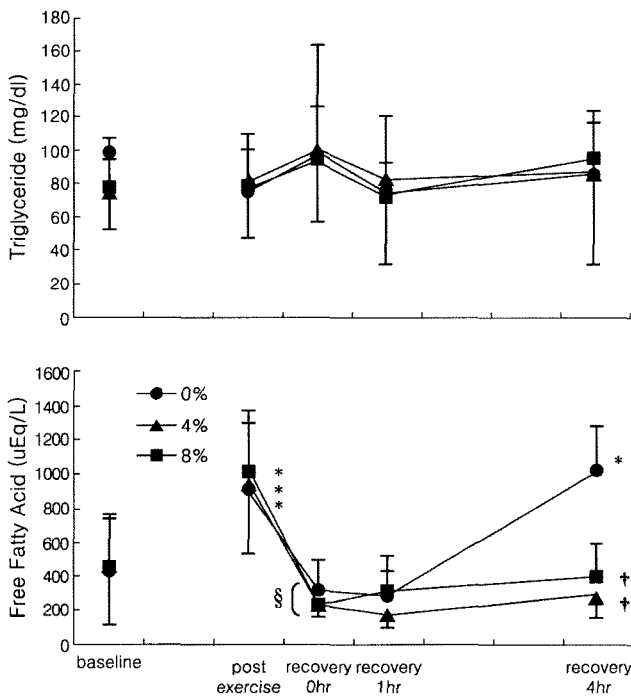 Triglyceride (mg/dl)
180
160
140
120
100
80
60
40
20
0
Free Fatty Acid (uEq/L)
1600
1400
1200
1000
800
600
400
200
0
0%
4%
8%
*
*
*
*
§
†
†
baseline
post
exercise
recovery
0hr
recovery
1hr
recovery
4hr